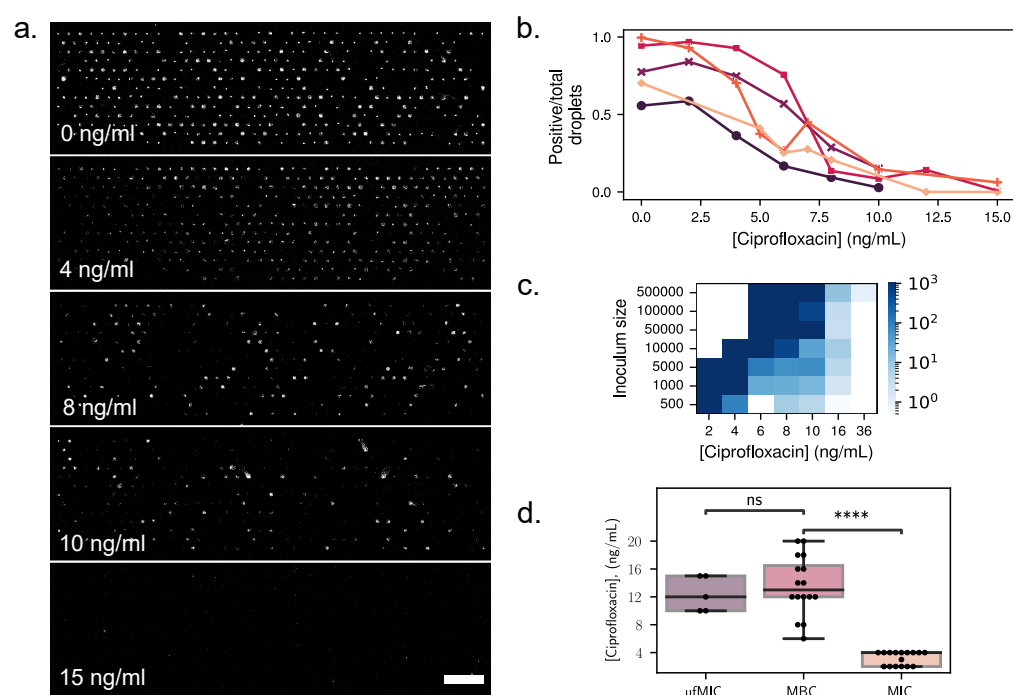 a.
0 ng/ml
4 ng/ml
8 ng/ml
10 ng/ml
15 ng/ml
b.
Positive/total
droplets
1.0
0.5
0.0
0.0 2.5 5.0 7.5 10.0 12.5 15.0
[Ciprofloxacin] (ng/mL)
c.
Inoculum size
500000
100000
50000
10000
5000
1000
500
2 4 6 8 10 16 36
[Ciprofloxacin] (ng/mL)
10³
10²
10¹
10⁰
d.
ns
****
[Ciprofloxacin], (ng/mL)
20
16
12
8
4
ufMIC MBC MIC